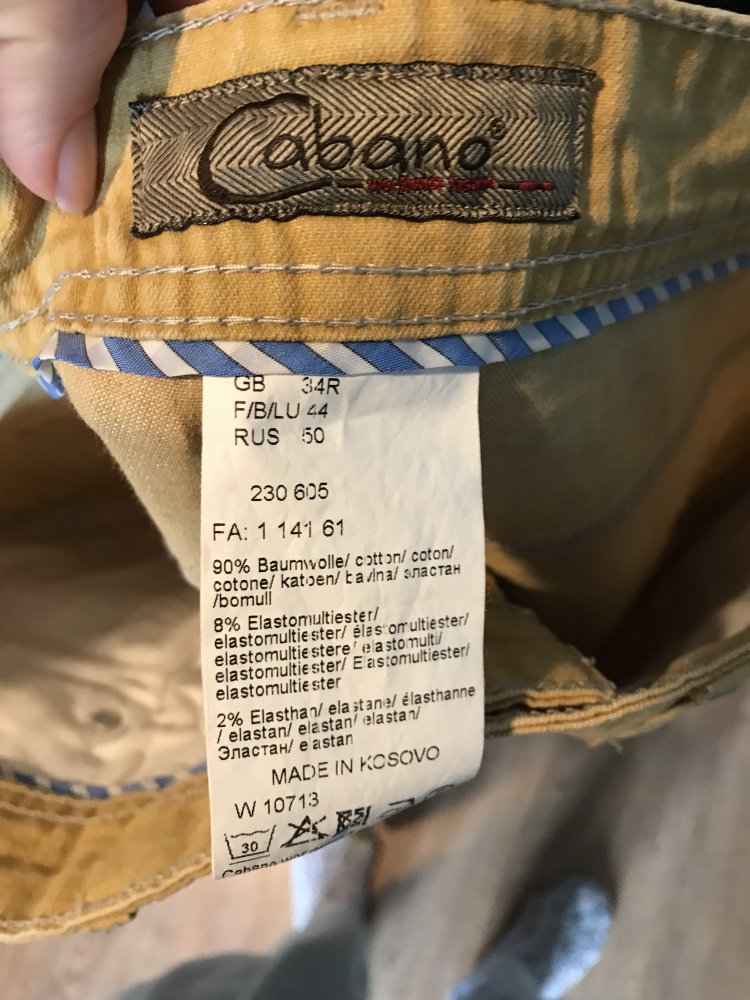 Cabano®
GB 34R
F/B/LU 44
RUS 50
230 605
FA: 1 141 61
90% Baumwolle/ cotton/ coton/
cotone/ katoen/ bavlna/ эластан
/bomull
8% Elastomultiester/
elastomultiester/ élastomultiester/
elastomultiestere/ elastomulti/
elastomultiester/ Elastomultiester/
elastomultiester
2% Elasthan/ elastane/ élasthanne
/ elastan/ elastan/ elastan/
Эластан/ elastan
MADE IN KOSOVO
W 10713
30
Cabano